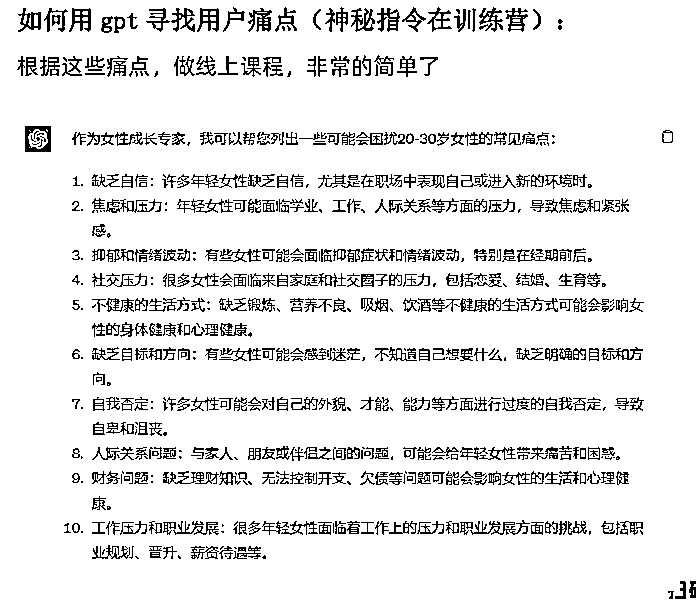 如何用 gpt 寻找用户痛点（神秘指令在训练营）：
根据这些痛点，做线上课程，非常的简单了
作为女性成长专家，我可以帮您列出一些可能会困扰20-30岁女性的常见痛点：
1. 缺乏自信：许多年轻女性缺乏自信，尤其是在职场中表现自己或进入新的环境时。
2. 焦虑和压力：年轻女性可能面临学业、工作、人际关系等方面的压力，导致焦虑和紧张
感。
3. 抑郁和情绪波动：有些女性可能会面临抑郁症状和情绪波动，特别是在经期前后。
4. 社交压力：很多女性会面临来自家庭和社交圈子的压力，包括恋爱、结婚、生育等。
5. 不健康的生活方式：缺乏锻炼、营养不良、吸烟、饮酒等不健康的生活方式可能会影响女
性的身体健康和心理健康。
6. 缺乏目标和方向：有些女性可能会感到迷茫，不知道自己想要什么，缺乏明确的目标和方
向。
7. 自我否定：许多女性可能会对自己的外貌、才能、能力等方面进行过度的自我否定，导致
自卑和沮丧。
8. 人际关系问题：与家人、朋友或伴侣之间的问题，可能会给年轻女性带来痛苦和困惑。
9. 财务问题：缺乏理财知识、无法控制开支、欠债等问题可能会影响女性的生活和心理健
康。
10. 工作压力和职业发展：很多年轻女性面临着工作上的压力和职业发展方面的挑战，包括职
业规划、晋升、薪资待遇等。